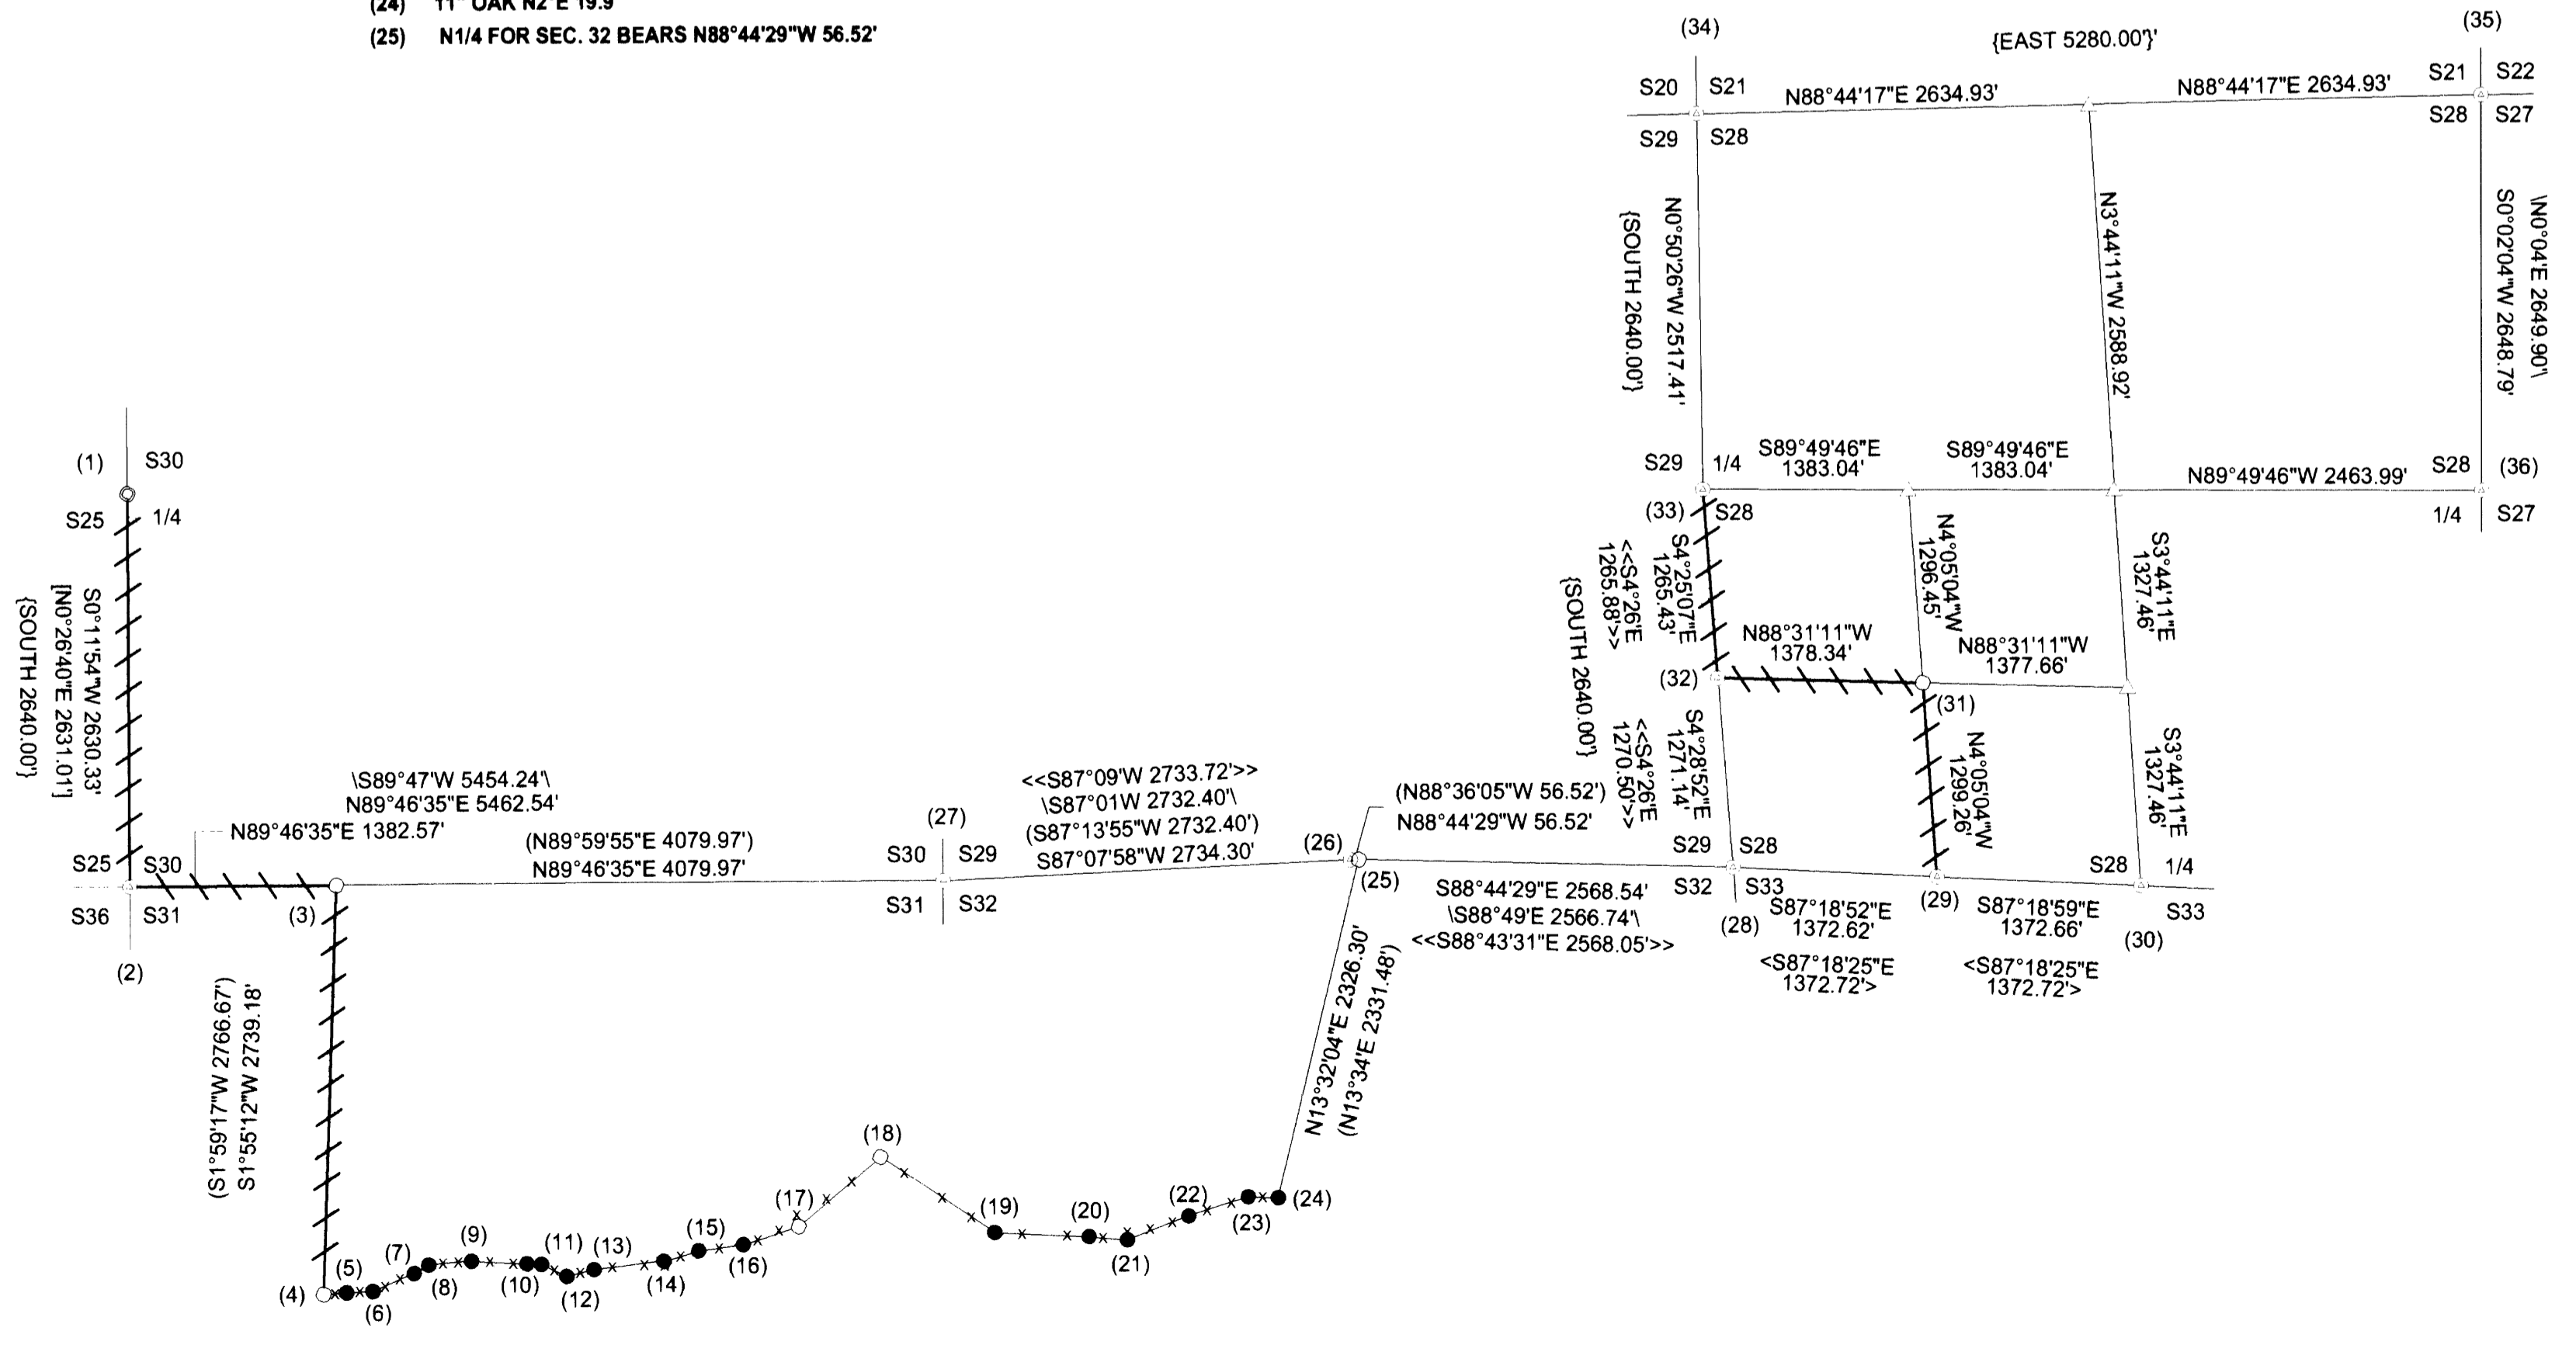 (24) 11" OAK N2°E 19.9'
(25) N1/4 FOR SEC. 32 BEARS N88°44'29"W 56.52'
(34)
(35)
{EAST 5280.00'}'
S20
S21
N88°44'17"E 2634.93'
N88°44'17"E 2634.93'
S21
S22
S29
S28
S28
S27
N0°50'26"W 2517.41'
{SOUTH 2640.00'}
N3°44'11"W 2588.92'
S0°02'04"W 2648.79'
\N0°04'E 2649.90'\
(1)
S30
S25
1/4
S0°11'54"W 2630.33'
[N0°26'40"E 2631.01']
{SOUTH 2640.00'}
S29
1/4
S89°49'46"E
1383.04'
S89°49'46"E
1383.04'
N89°49'46"W 2463.99'
S28
(36)
(33)
S28
1/4
S27
S4°25'07"E
1265.43'
<<S4°26'E
1265.88'>>
N4°05'04"W
1296.45'
S3°44'11"E
1327.46'
{SOUTH 2640.00'}
N88°31'11"W
1378.34'
N88°31'11"W
1377.66'
(32)
(31)
S4°28'52"E
1271.14'
<<S4°26'E
1270.50'>>
N4°05'04"W
1299.26'
S3°44'11"E
1327.46'
\S89°47'W 5454.24'\
N89°46'35"E 5462.54'
N89°46'35"E 1382.57'
(N89°59'55"E 4079.97')
N89°46'35"E 4079.97'
(27)
<<S87°09'W 2733.72'>>
\S87°01W 2732.40'\
(S87°13'55"W 2732.40')
S87°07'58"W 2734.30'
(N88°36'05"W 56.52')
N88°44'29"W 56.52'
S25
S30
S30
S29
(26)
S29
S28
S28
1/4
S36
S31
(3)
S31
S32
(25)
S88°44'29"E 2568.54'
\S88°49'E 2566.74'\
<<S88°43'31"E 2568.05'>>
S32
S33
(28)
S87°18'52"E
1372.62'
<S87°18'25"E
1372.72'>
(29)
S87°18'59"E
1372.66'
<S87°18'25"E
1372.72'>
(30)
S33
(2)
(S1°59'17"W 2766.67')
S1°55'12"W 2739.18'
N13°32'04"E 2326.30'
(N13°34'E 2331.48')
(18)
(17)
(19)
(20)
(22)
(24)
(23)
(21)
(15)
(16)
(13)
(14)
(11)
(12)
(9)
(10)
(7)
(8)
(5)
(6)
(4)